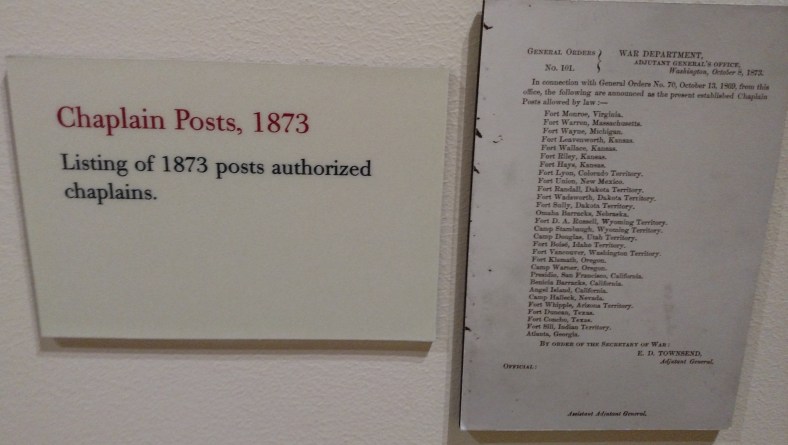 Chaplain Posts, 1873
Listing of 1873 posts authorized
chaplains.
GENERAL ORDERS
No. 101.
WAR DEPARTMENT,
ADJUTANT GENERAL'S OFFICE,
Washington, October 8, 1873.
In connection with General Orders No. 70, October 13, 1869, from this
office, the following are announced as the present established Chaplain
Posts allowed by law :—
Fort Monroe, Virginia.
Fort Warren, Massachusetts.
Fort Wayne, Michigan.
Fort Leavenworth, Kansas.
Fort Wallace, Kansas.
Fort Riley, Kansas.
Fort Hays, Kansas.
Fort Lyon, Colorado Territory.
Fort Union, New Mexico.
Fort Randall, Dakota Territory.
Fort Wadsworth, Dakota Territory.
Fort Sully, Dakota Territory.
Omaha Barracks, Nebraska.
Fort D. A. Russell, Wyoming Territory.
Camp Stambaugh, Wyoming Territory.
Camp Douglas, Utah Territory.
Fort Boisé, Idaho Territory.
Fort Vancouver, Washington Territory.
Fort Klamath, Oregon.
Camp Warner, Oregon.
Presidio, San Francisco, California.
Benicia Barracks, California.
Angel Island, California.
Camp Halleck, Nevada.
Fort Whipple, Arizona Territory.
Fort Duncan, Texas.
Fort Concho, Texas.
Fort Sill, Indian Territory.
Atlanta, Georgia.
BY ORDER OF THE SECRETARY OF WAR:
E. D. TOWNSEND,
Adjutant General.
OFFICIAL:
Assistant Adjutant General.